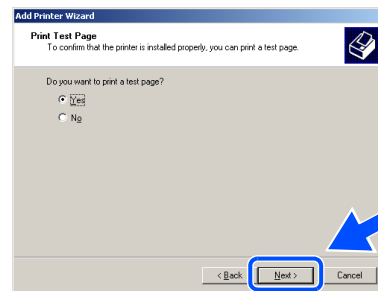 Add Printer Wizard
Print Test Page
To confirm that the printer is installed properly, you can print a test page.
Do you want to print a test page?
Yes
No
< Back Next > Cancel